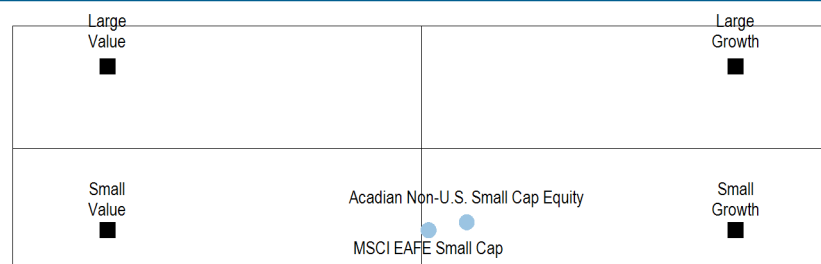 Large
Value
Large
Growth
Small
Value
Acadian Non-U.S. Small Cap Equity
Small
Growth
MSCI EAFE Small Cap